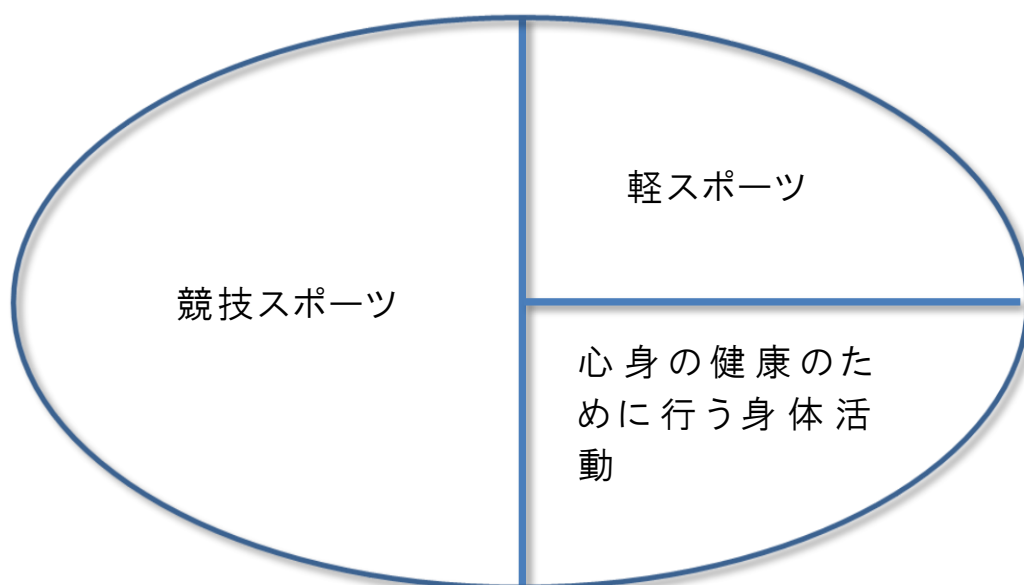 軽スポーツ
競技スポーツ
心身の健康のた
めに行う身体活
動